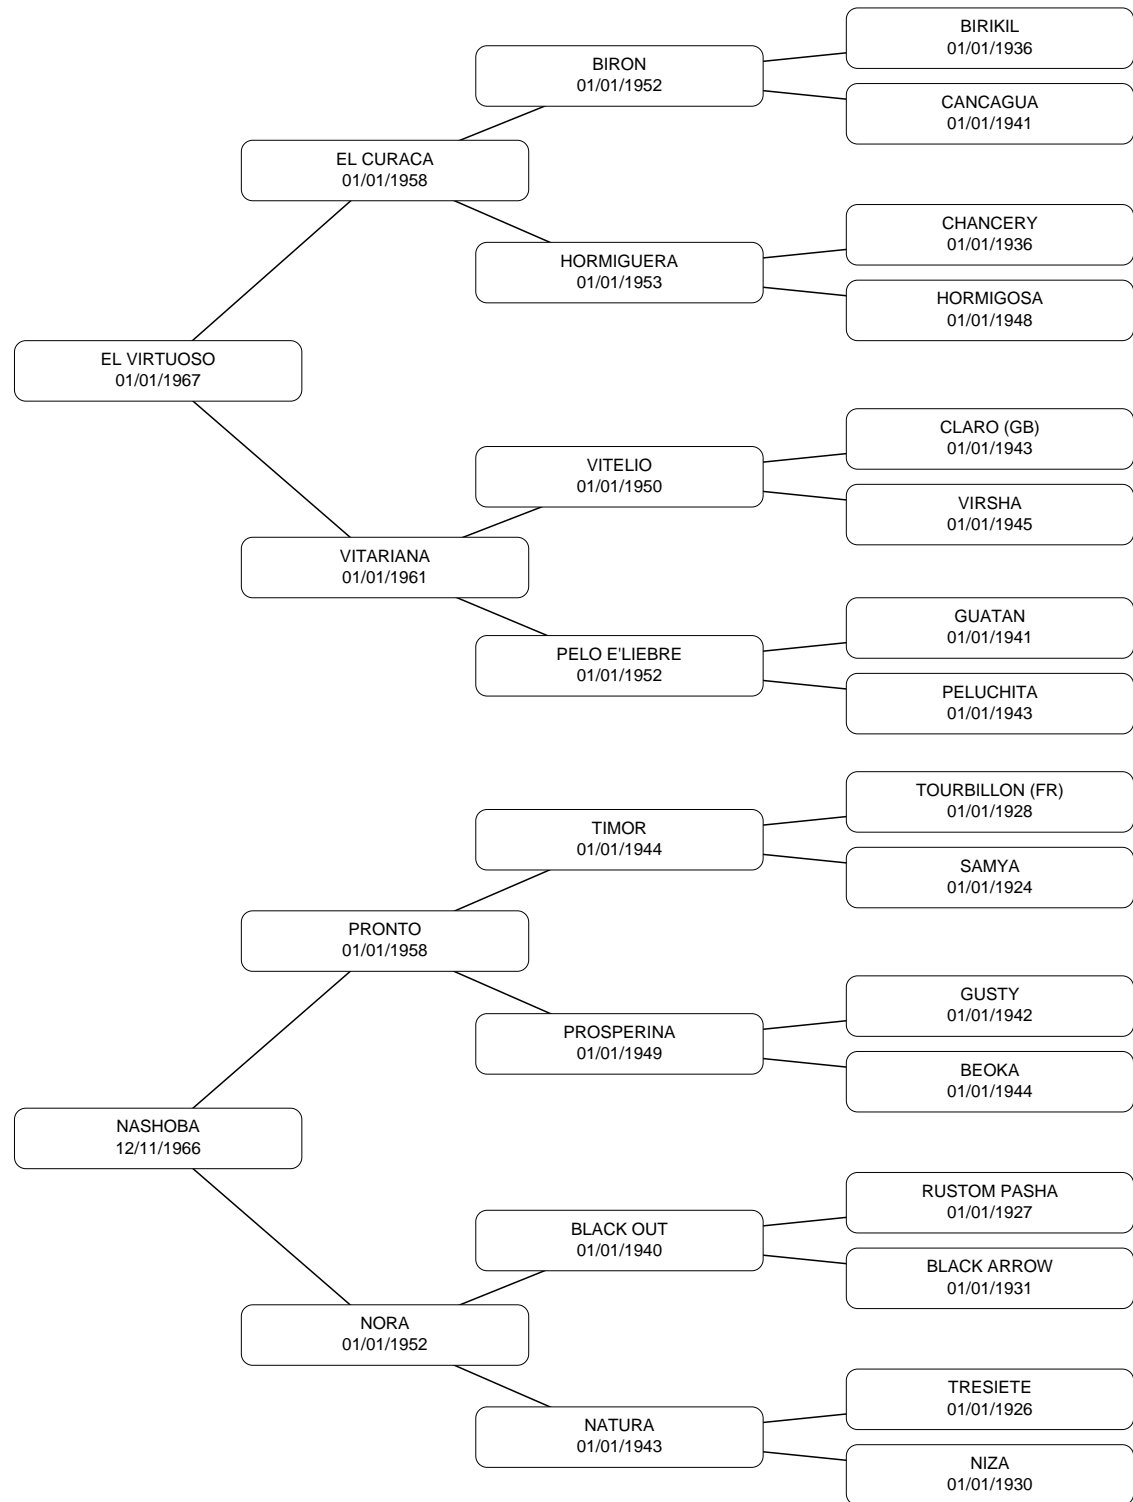 BIRIKIL
01/01/1936
BIRON
01/01/1952
CANCAGUA
01/01/1941
EL CURACA
01/01/1958
CHANCERY
01/01/1936
HORMIGUERA
01/01/1953
HORMIGOSA
01/01/1948
EL VIRTUOSO
01/01/1967
CLARO (GB)
01/01/1943
VITELIO
01/01/1950
VIRSHA
01/01/1945
VITARIANA
01/01/1961
GUATAN
01/01/1941
PELO E'LIEBRE
01/01/1952
PELUCHITA
01/01/1943
TOURBILLON (FR)
01/01/1928
TIMOR
01/01/1944
SAMYA
01/01/1924
PRONTO
01/01/1958
GUSTY
01/01/1942
PROSPERINA
01/01/1949
BEOKA
01/01/1944
NASHOBA
12/11/1966
RUSTOM PASHA
01/01/1927
BLACK OUT
01/01/1940
BLACK ARROW
01/01/1931
NORA
01/01/1952
TRESIETE
01/01/1926
NATURA
01/01/1943
NIZA
01/01/1930